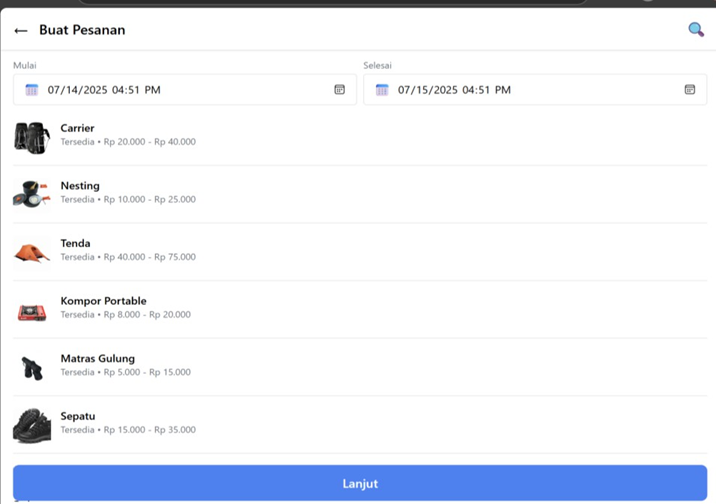 ← Buat Pesanan
Mulai
Selesai
07/14/2025 04:51 PM
07/15/2025 04:51 PM
Carrier
Tersedia • Rp 20.000 - Rp 40.000
Nesting
Tersedia • Rp 10.000 - Rp 25.000
Tenda
Tersedia • Rp 40.000 - Rp 75.000
Kompor Portable
Tersedia • Rp 8.000 - Rp 20.000
Matras Gulung
Tersedia • Rp 5.000 - Rp 15.000
Sepatu
Tersedia • Rp 15.000 - Rp 35.000
Lanjut